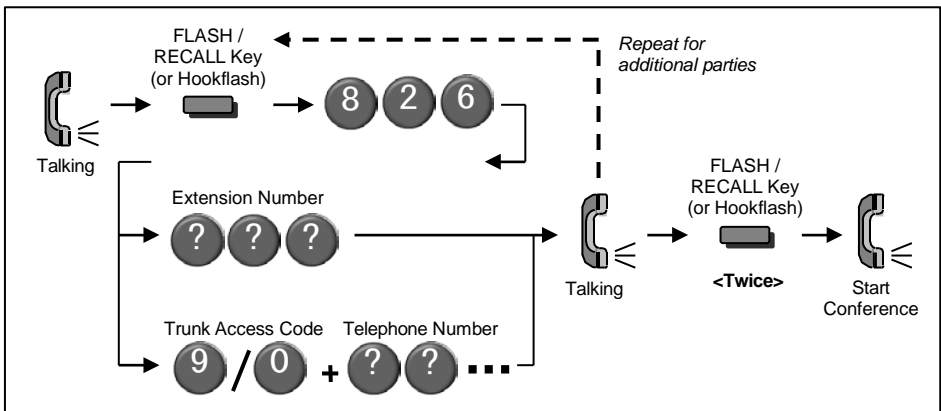 FLASH /
RECALL Key
(or Hookflash)
Repeat for
additional parties
8 2 6
Talking
FLASH /
RECALL Key
(or Hookflash)
Extension Number
? ? ?
Talking
<Twice>
Start
Conference
Trunk Access Code Telephone Number
9 / 0 + ? ? ...